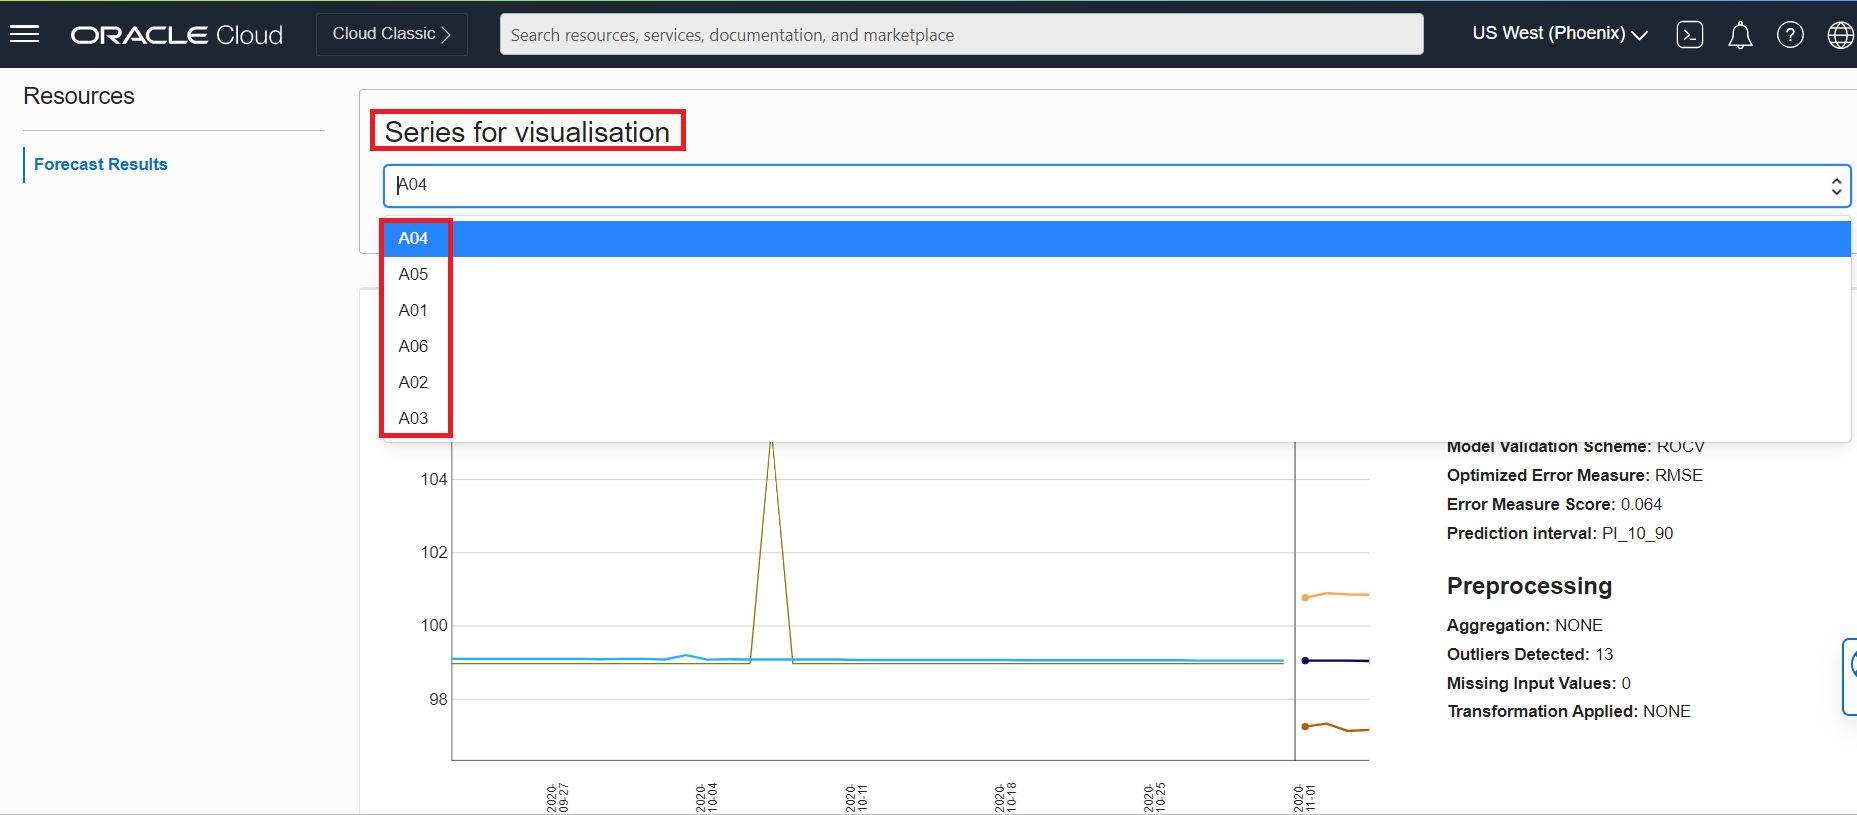 ORACLE Cloud
Cloud Classic
Search resources, services, documentation, and marketplace
US West (Phoenix)
Resources
Forecast Results
Series for visualisation
A04
A04
A05
A01
A06
A02
A03
104
102
100
98
2020-09-27
2020-10-04
2020-10-11
2020-10-18
2020-10-25
2020-11-01
Model Validation Scheme: ROCV
Optimized Error Measure: RMSE
Error Measure Score: 0.064
Prediction interval: PI_10_90
Preprocessing
Aggregation: NONE
Outliers Detected: 13
Missing Input Values: 0
Transformation Applied: NONE